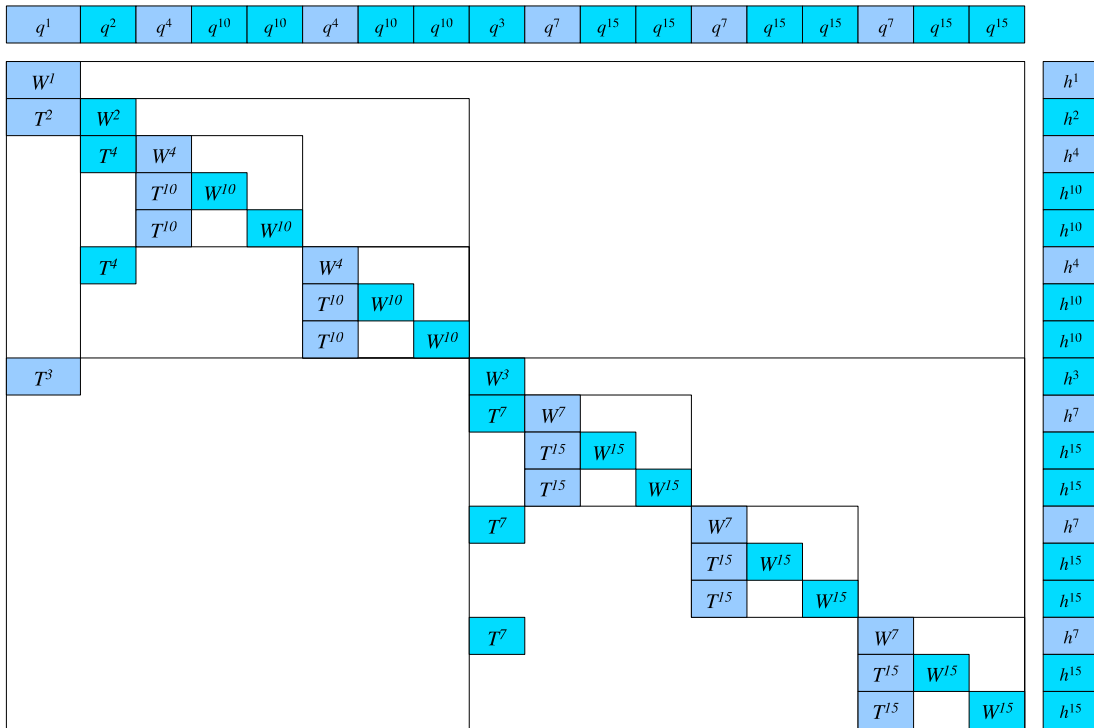 q¹ q² q⁴ q¹⁰ q¹⁰ q⁴ q¹⁰ q¹⁰ q³ q⁷ q¹⁵ q¹⁵ q⁷ q¹⁵ q¹⁵ q⁷ q¹⁵ q¹⁵
W¹ h¹
T² W² h²
T⁴ W⁴ h⁴
T¹⁰ W¹⁰ h¹⁰
T¹⁰ W¹⁰ h¹⁰
T⁴ W⁴ h⁴
T¹⁰ W¹⁰ h¹⁰
T¹⁰ W¹⁰ h¹⁰
T³ W³ h³
T⁷ W⁷ h⁷
T¹⁵ W¹⁵ h¹⁵
T¹⁵ W¹⁵ h¹⁵
T⁷ W⁷ h⁷
T¹⁵ W¹⁵ h¹⁵
T¹⁵ W¹⁵ h¹⁵
T⁷ W⁷ h⁷
T¹⁵ W¹⁵ h¹⁵
T¹⁵ W¹⁵ h¹⁵